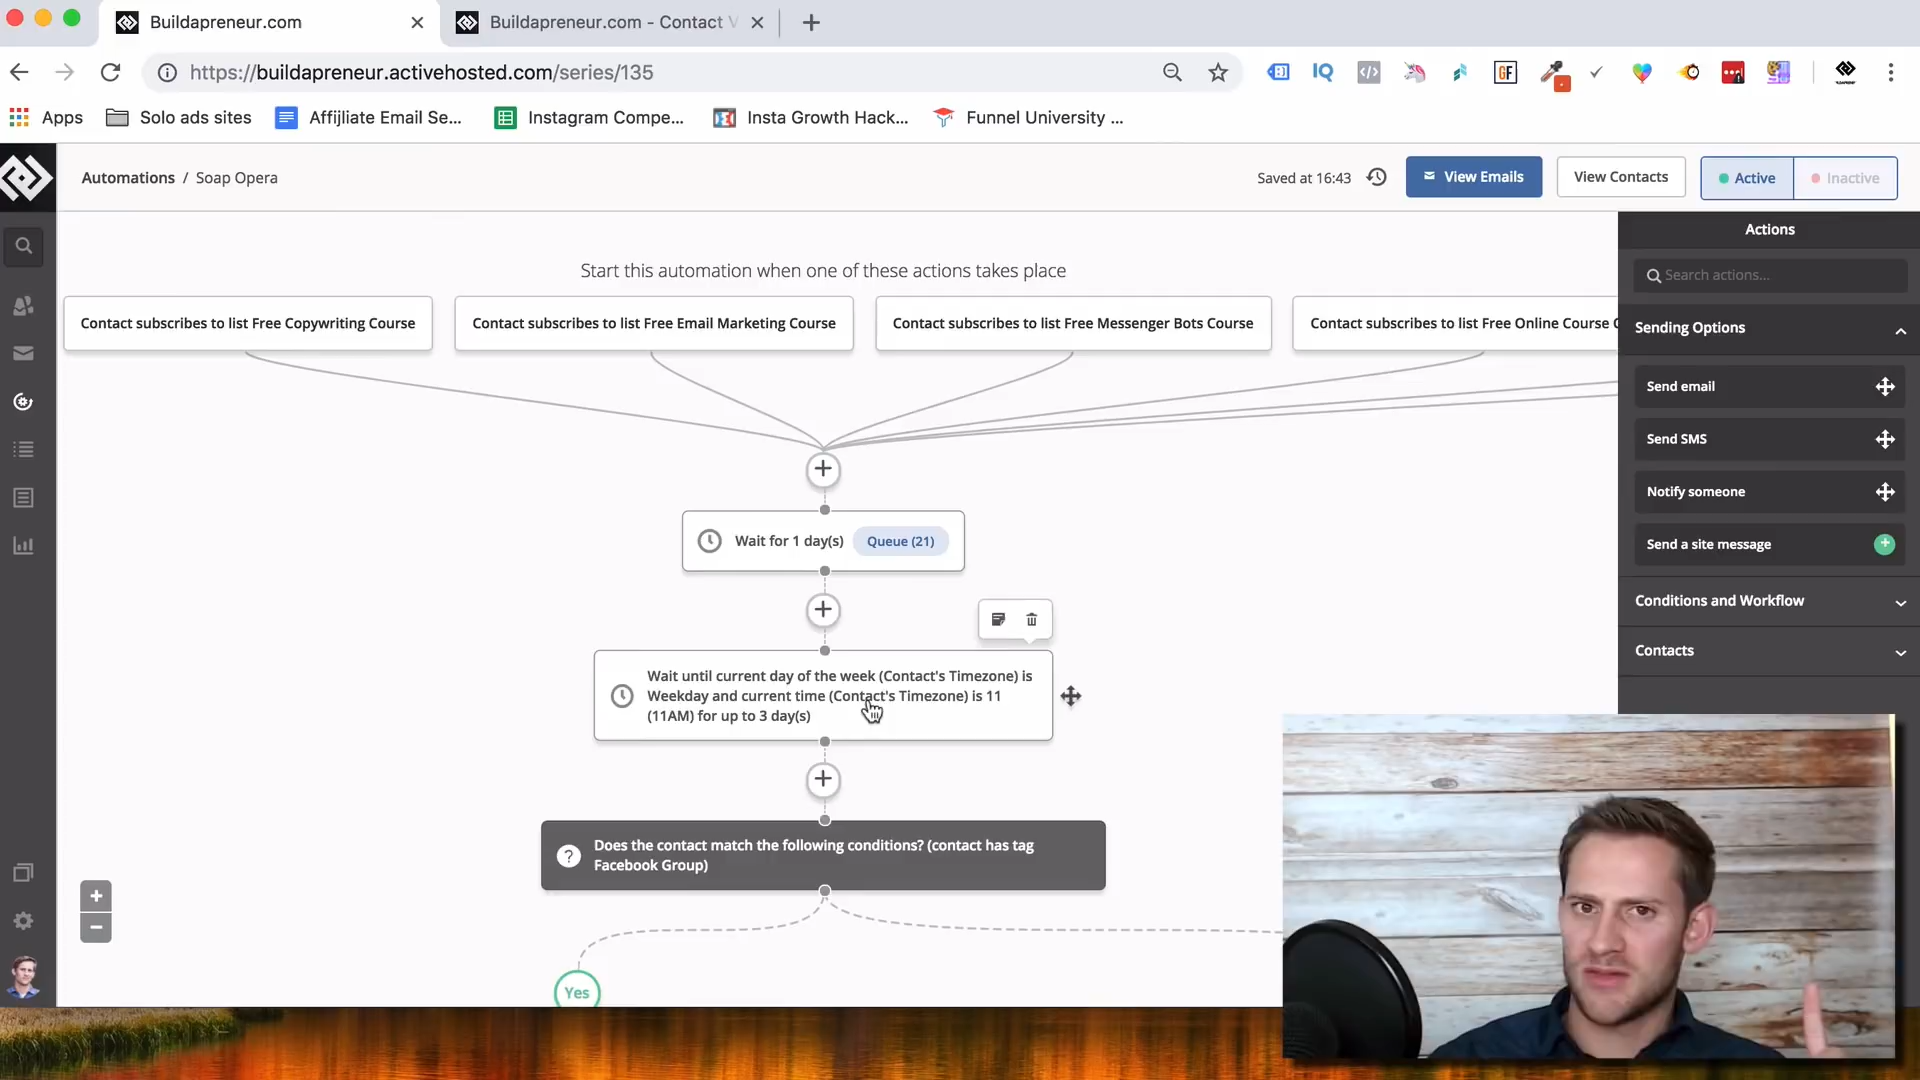 Buildapreneur.com
Buildapreneur.com - Contact V
https://buildapreneur.activehosted.com/series/135
IQ
GF
Apps
Solo ads sites
Affijliate Email Se...
Instagram Compe...
Insta Growth Hack...
Funnel University ...
Automations / Soap Opera
Saved at 16:43
View Emails
View Contacts
Active
Inactive
Actions
Search actions...
Start this automation when one of these actions takes place
Contact subscribes to list Free Copywriting Course
Contact subscribes to list Free Email Marketing Course
Contact subscribes to list Free Messenger Bots Course
Contact subscribes to list Free Online Course C
Sending Options
Send email
Send SMS
Notify someone
Send a site message
Conditions and Workflow
Contacts
Wait for 1 day(s)
Queue (21)
Wait until current day of the week (Contact's Timezone) is
Weekday and current time (Contact's Timezone) is 11
(11AM) for up to 3 day(s)
Does the contact match the following conditions? (contact has tag
Facebook Group)
Yes